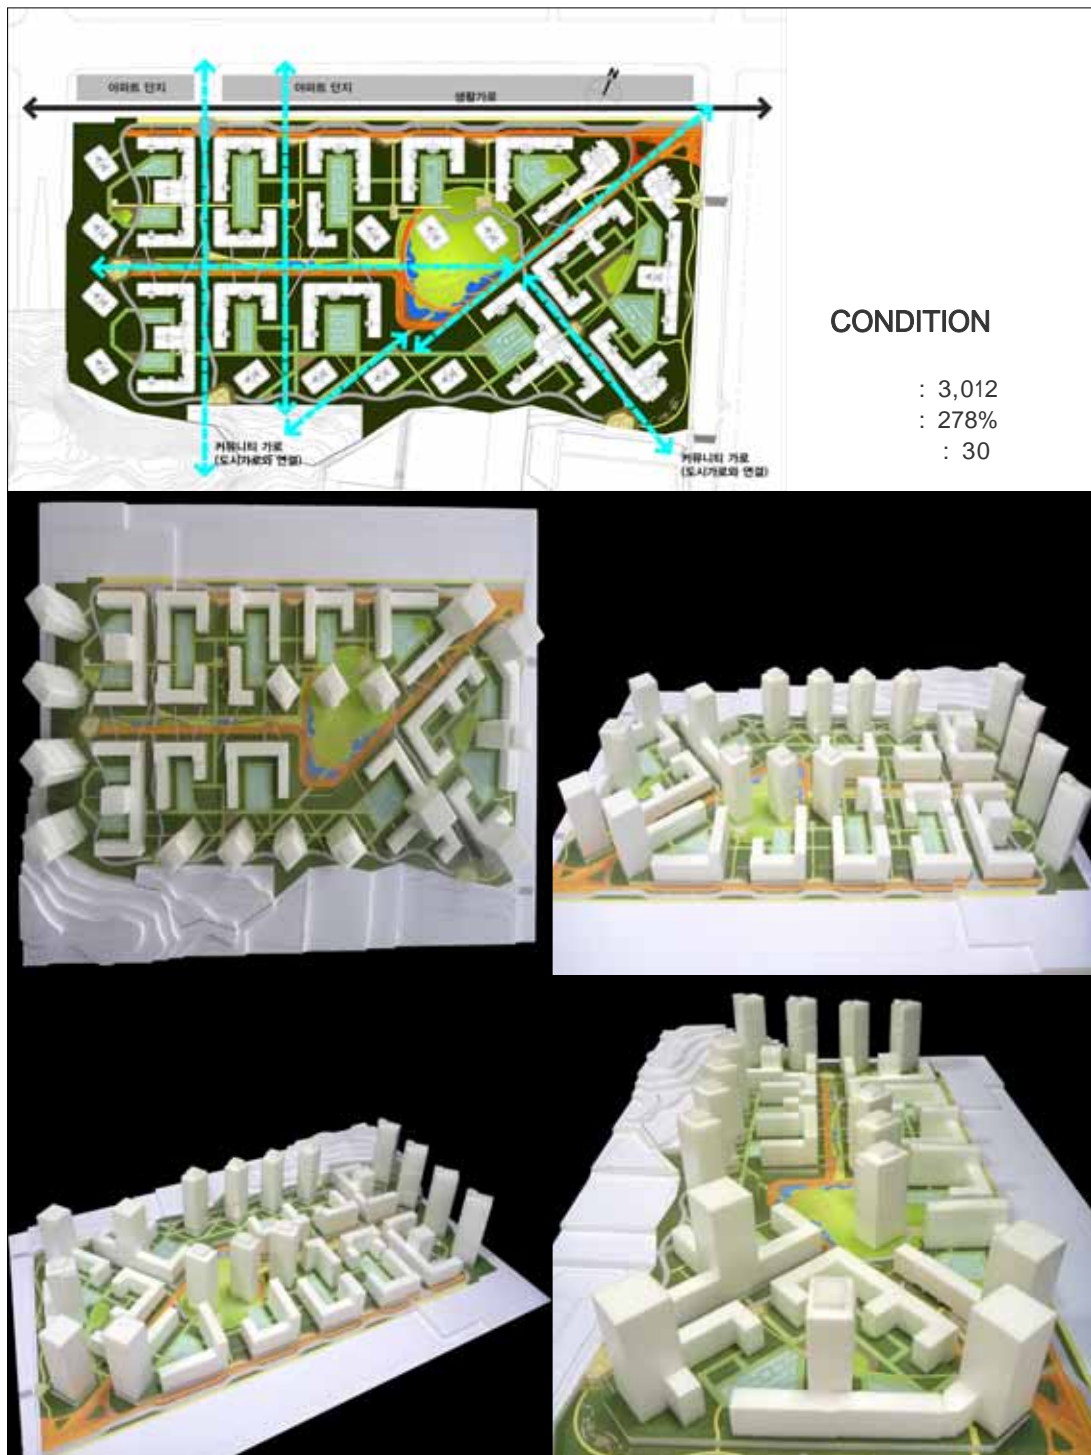 N
아파트 단지
아파트 단지
생활가로
CONDITION
: 3,012
: 278%
: 30
커뮤니티 가로
(도시가로와 연결)
커뮤니티 가로
(도시가로와 연결)